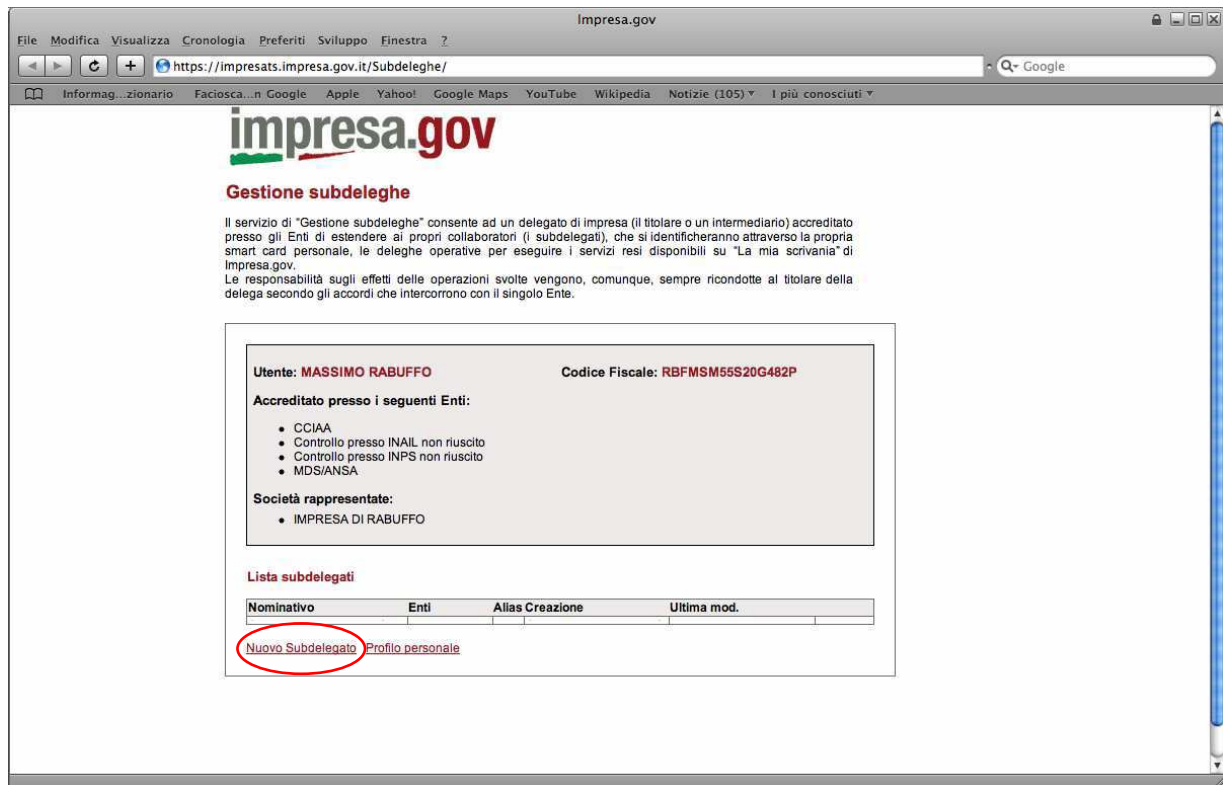 Impresa.gov
File Modifica Visualizza Cronologia Preferiti Sviluppo Finestra ?
https://impresats.impresa.gov.it/Subdeleghe/
Google
Informag...zionario Faciosca...n Google Apple Yahoo! Google Maps YouTube Wikipedia Notizie (105) I più conosciuti
impresa.gov
Gestione subdeleghe
Il servizio di "Gestione subdeleghe" consente ad un delegato di impresa (il titolare o un intermediario) accreditato
presso gli Enti di estendere ai propri collaboratori (i subdelegati), che si identificheranno attraverso la propria
smart card personale, le deleghe operative per eseguire i servizi resi disponibili su "La mia scrivania" di
Impresa.gov.
Le responsabilità sugli effetti delle operazioni svolte vengono, comunque, sempre ricondotte al titolare della
delega secondo gli accordi che intercorrono con il singolo Ente.
Utente: MASSIMO RABUFFO Codice Fiscale: RBFMSM55S20G482P
Accreditato presso i seguenti Enti:
• CCIAA
• Controllo presso INAIL non riuscito
• Controllo presso INPS non riuscito
• MDS/ANSA
Società rappresentate:
• IMPRESA DI RABUFFO
Lista subdelegati
Nominativo Enti Alias Creazione Ultima mod.
Nuovo Subdelegato Profilo personale